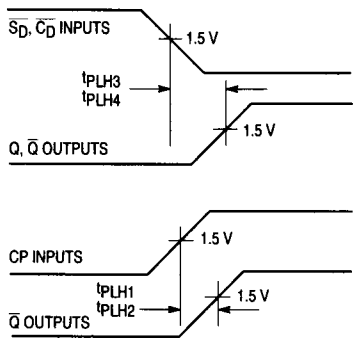 S̅D̅, C̅D̅ INPUTS
1.5 V
tPLH3
tPLH4
Q, Q̅ OUTPUTS
1.5 V
CP INPUTS
1.5 V
tPLH1
tPLH2
1.5 V
Q̅ OUTPUTS